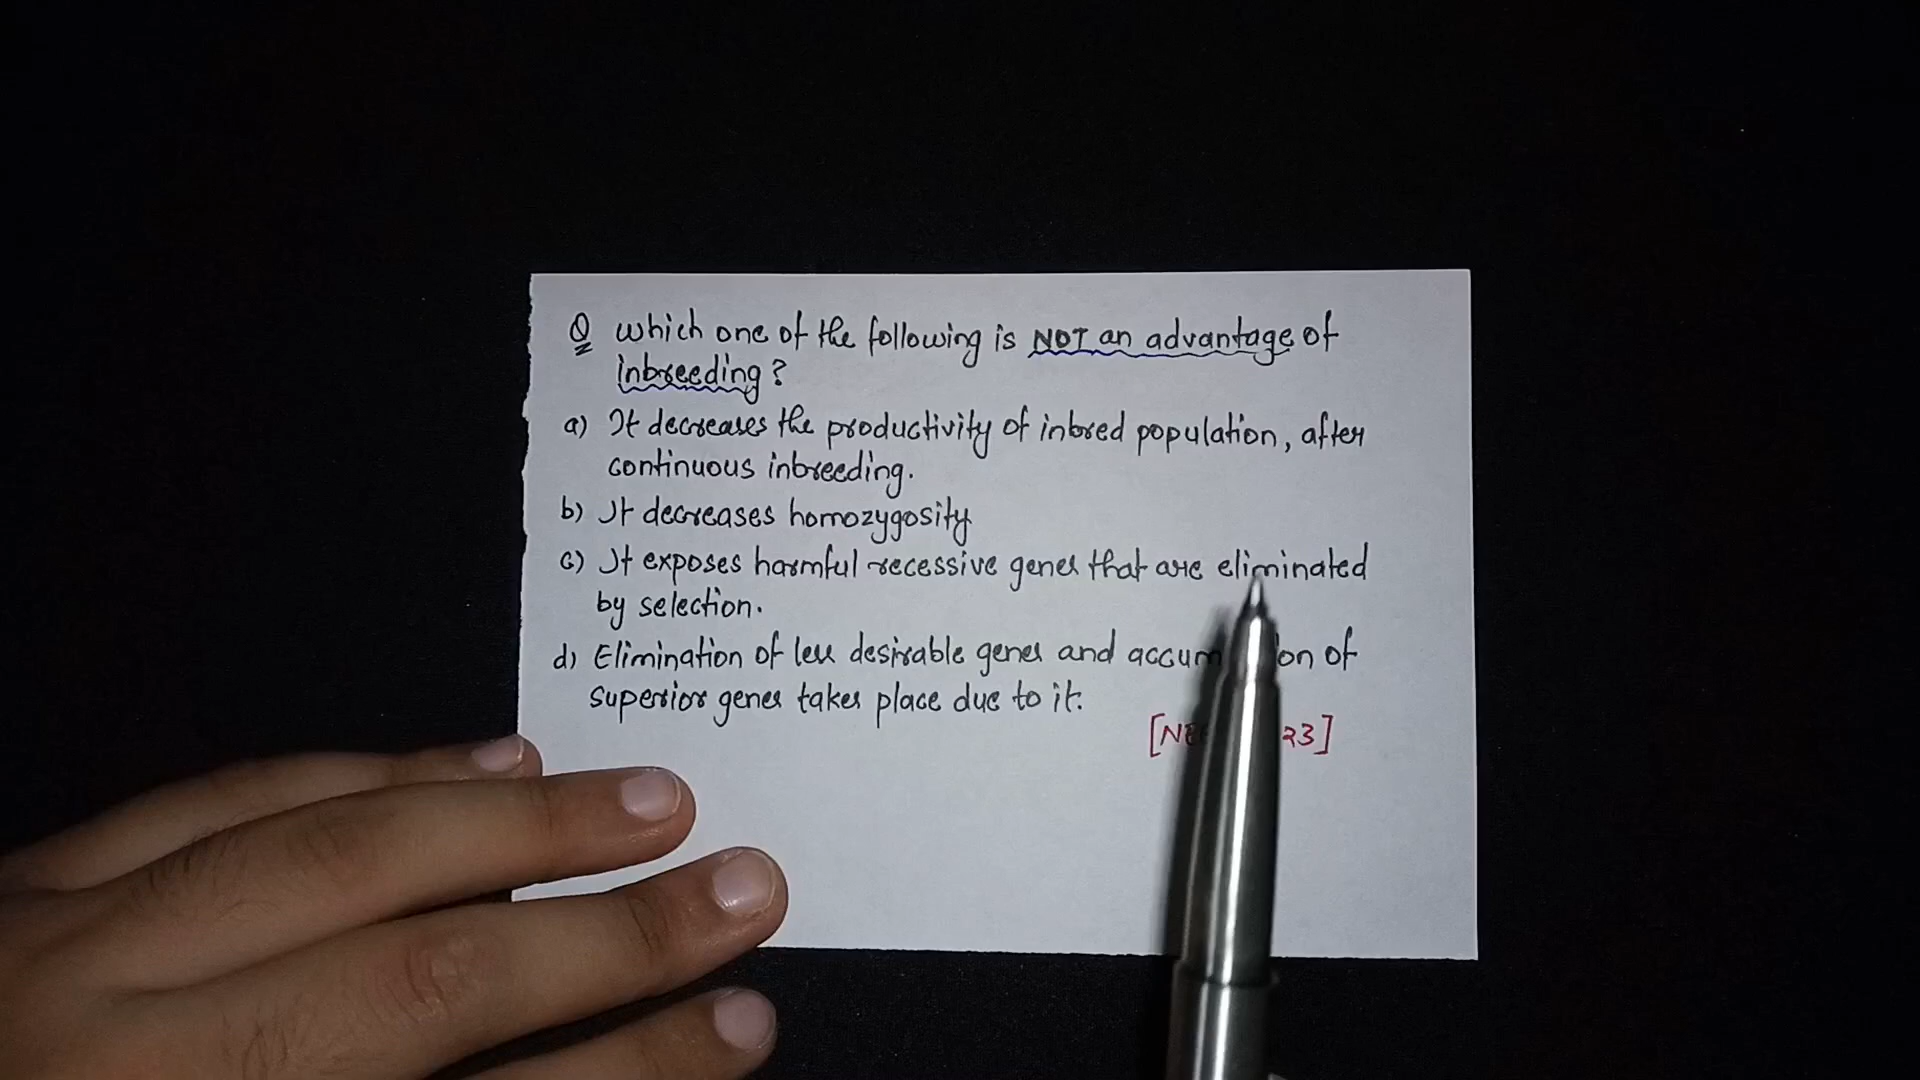 Q which one of the following is NOT an advantage of
inbreeding?
a) It decreases the productivity of inbred population, after
continuous inbreeding.
b) It decreases homozygosity
c) It exposes harmful recessive genes that are eliminated
by selection.
d) Elimination of less desirable genes and of
superior genes takes place due to it.
23]